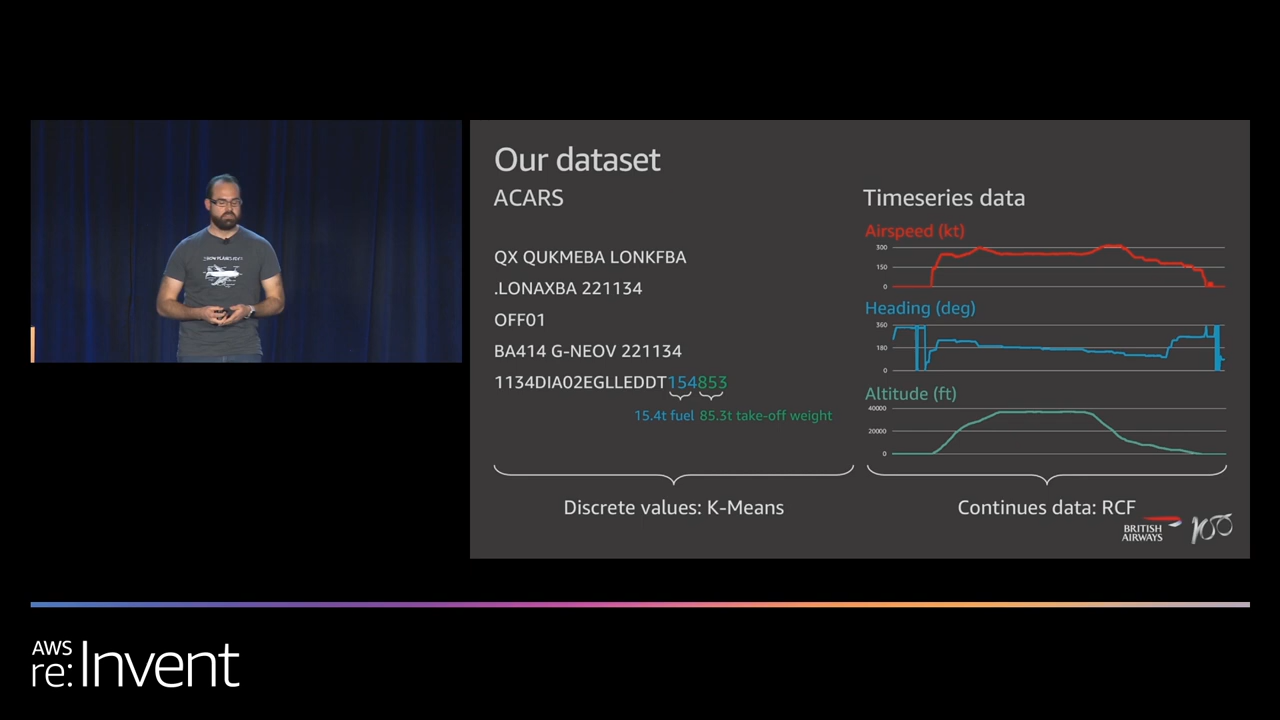 Our dataset
ACARS
QX QUKMEBA LONKFBA
.LONAXBA 221134
OFF01
BA414 G-NEOV 221134
1134DIA02EGLLEDDT154853
15.4t fuel 85.3t take-off weight
Discrete values: K-Means
Timeseries data
Airspeed (kt)
300
150
0
Heading (deg)
360
180
0
Altitude (ft)
40000
20000
0
Continues data: RCF
BRITISH
AIRWAYS
100
AWS
re:Invent